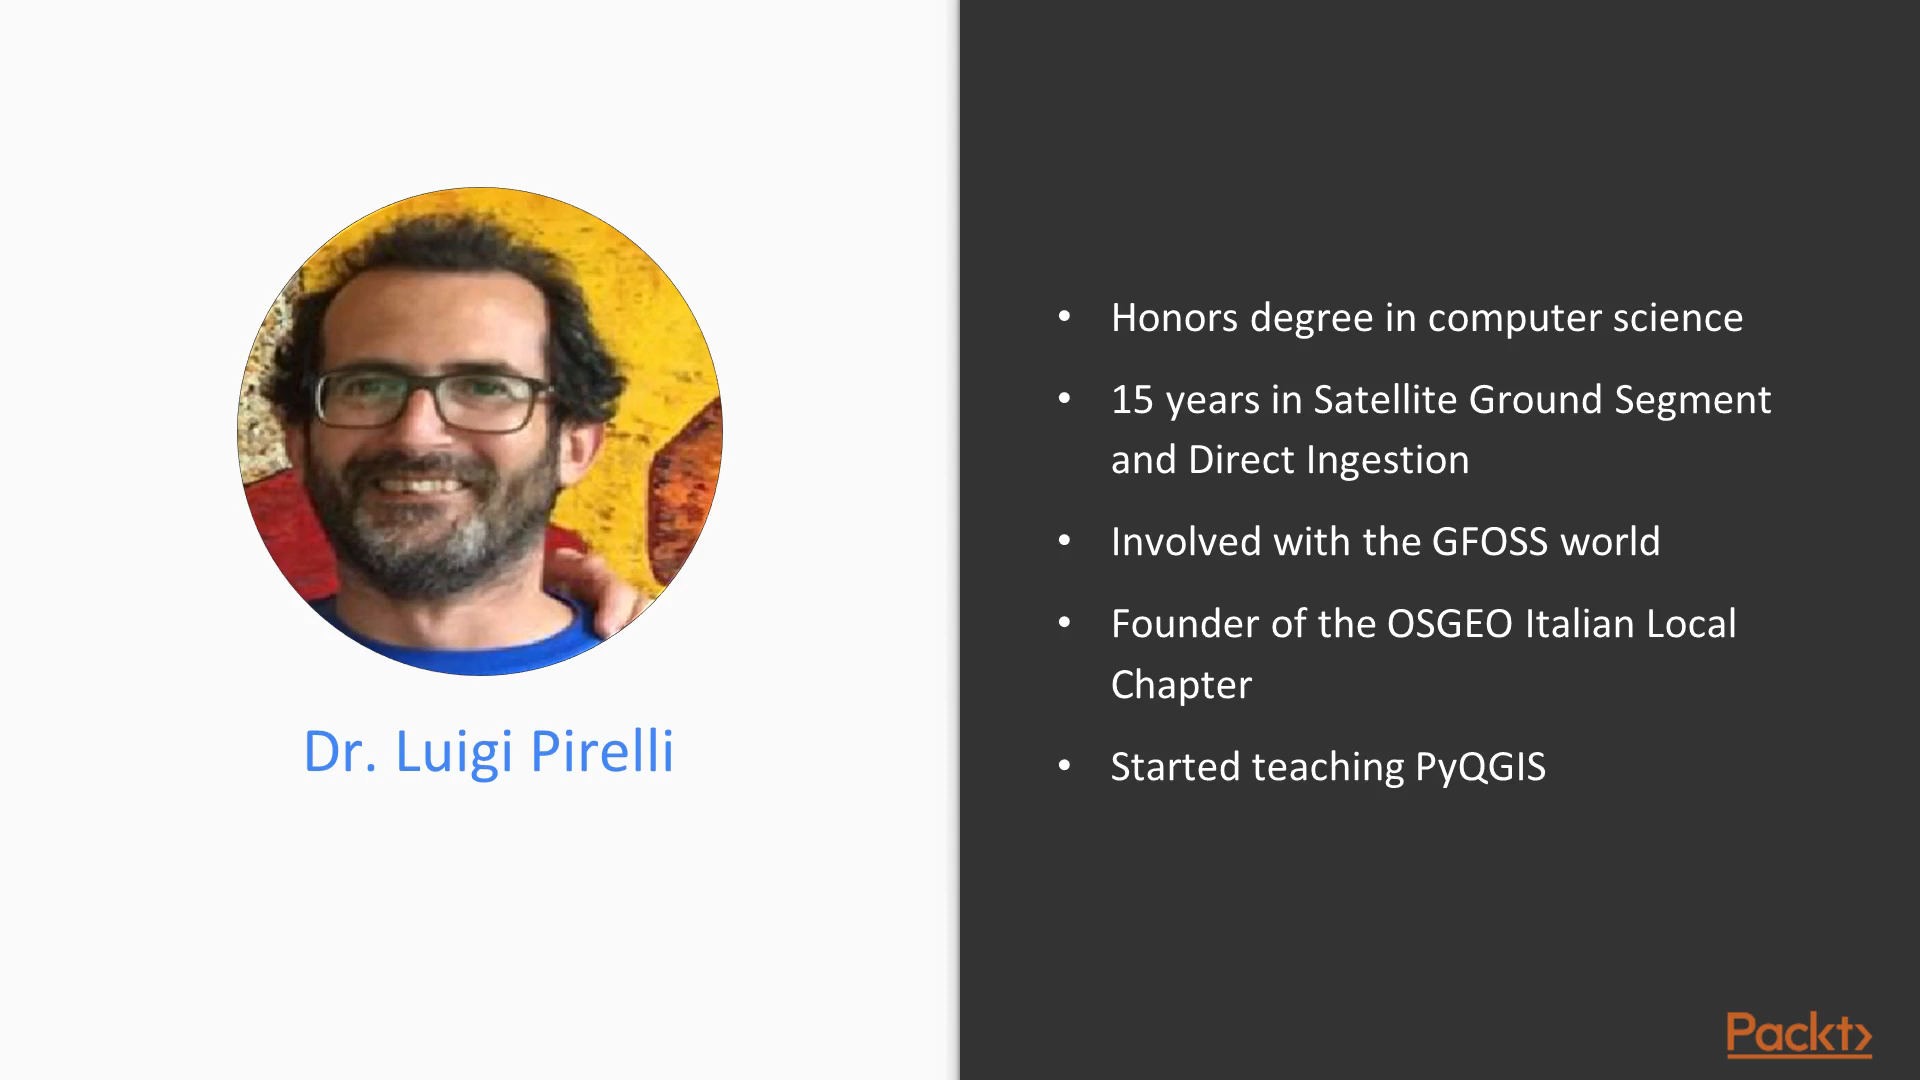 Dr. Luigi Pirelli
• Honors degree in computer science
• 15 years in Satellite Ground Segment
and Direct Ingestion
• Involved with the GFOSS world
• Founder of the OSGEO Italian Local
Chapter
• Started teaching PyQGIS
Packt>